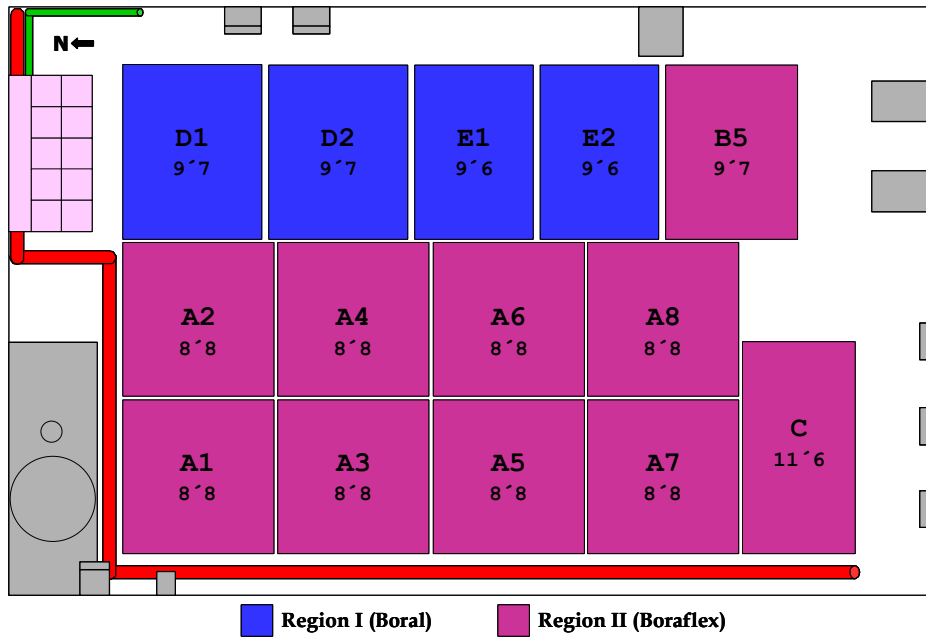 N
D1
9´7
D2
9´7
E1
9´6
E2
9´6
B5
9´7
A2
8´8
A4
8´8
A6
8´8
A8
8´8
A1
8´8
A3
8´8
A5
8´8
A7
8´8
C
11´6
Region I (Boral)
Region II (Boraflex)